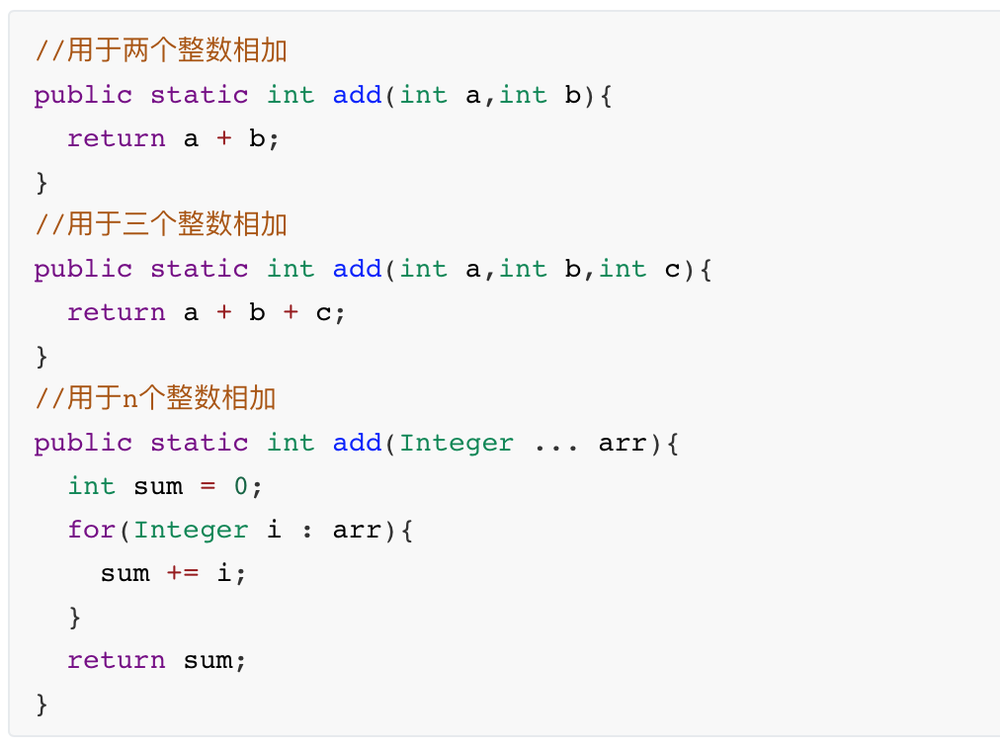 //用于两个整数相加
public static int add(int a,int b){
  return a + b;
}
//用于三个整数相加
public static int add(int a,int b,int c){
  return a + b + c;
}
//用于n个整数相加
public static int add(Integer ... arr){
  int sum = 0;
  for(Integer i : arr){
    sum += i;
  }
  return sum;
}